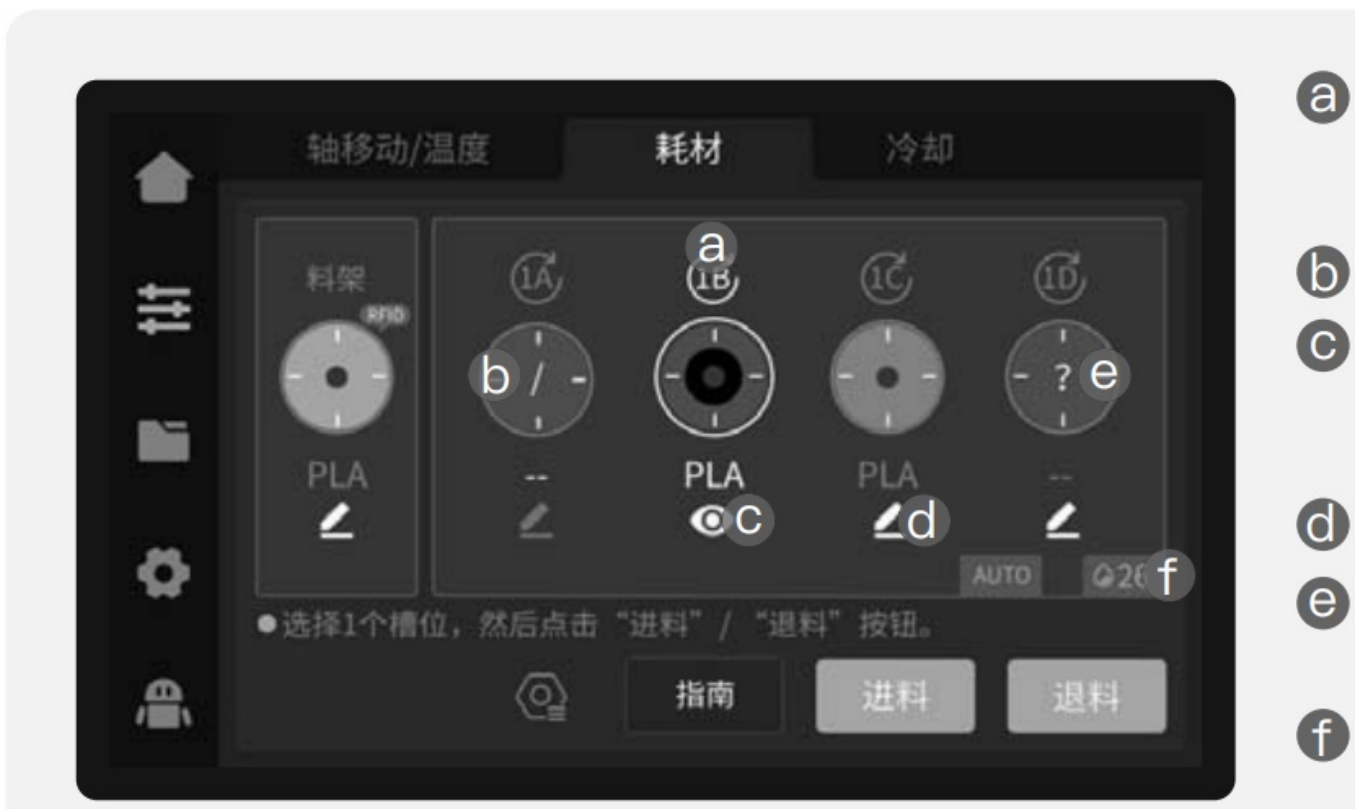 轴移动/温度 耗材 冷却
料架 1A 1B 1C 1D
RFID
/ ?
PLA -- PLA PLA --
AUTO 26
●选择1个槽位，然后点击“进料” / “退料” 按钮。
指南 进料 退料
a
b
c
d
e
f
a
b
c
d
e
f